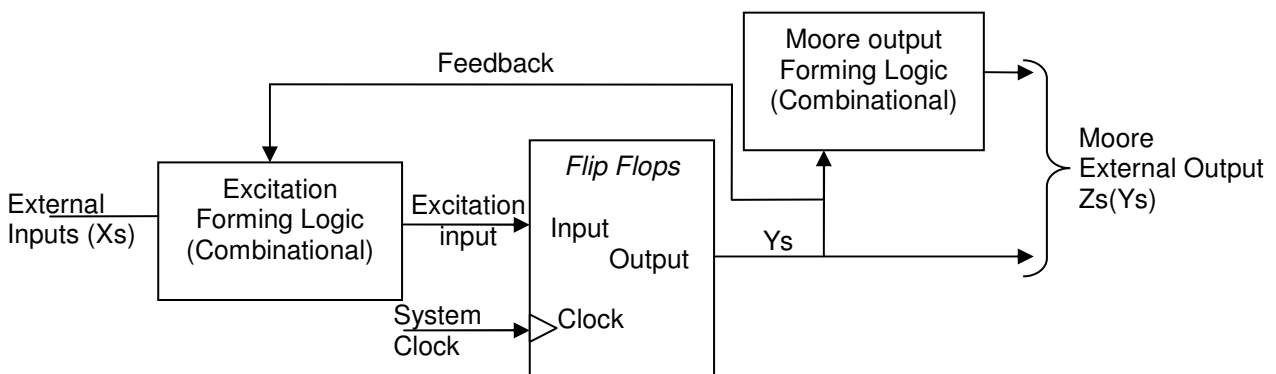 Moore output
Forming Logic
(Combinational)
Feedback
Moore
External Output
Zs(Ys)
Flip Flops
Excitation
Forming Logic
(Combinational)
External
Inputs (Xs)
Excitation
input
Input
Output
Ys
System
Clock
Clock